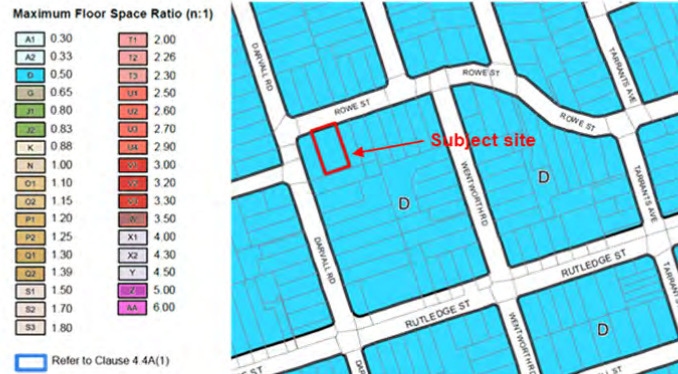 Maximum Floor Space Ratio (n:1)
A1 0.30
A2 0.33
D 0.50
G 0.65
J1 0.80
J2 0.83
K 0.88
N 1.00
O1 1.10
O2 1.15
P1 1.20
P2 1.25
Q1 1.30
Q2 1.39
S1 1.50
S2 1.70
S3 1.80
T1 2.00
T2 2.26
T3 2.30
U1 2.50
U2 2.60
U3 2.70
U4 2.90
3.00
3.20
3.30
3.50
X1 4.00
X2 4.30
Y 4.50
Z 5.00
AA 6.00
Refer to Clause 4 4A(1)
DARVALL RD
ROWE ST
ROWE ST
TARRANTS AVE
ROWE ST
Subject site
WENTWORTH RD
D
D
TARRANTS AVE
DARVALL RD
RUTLEDGE ST
RUTLEDGE ST
WENTWORTH RD
D